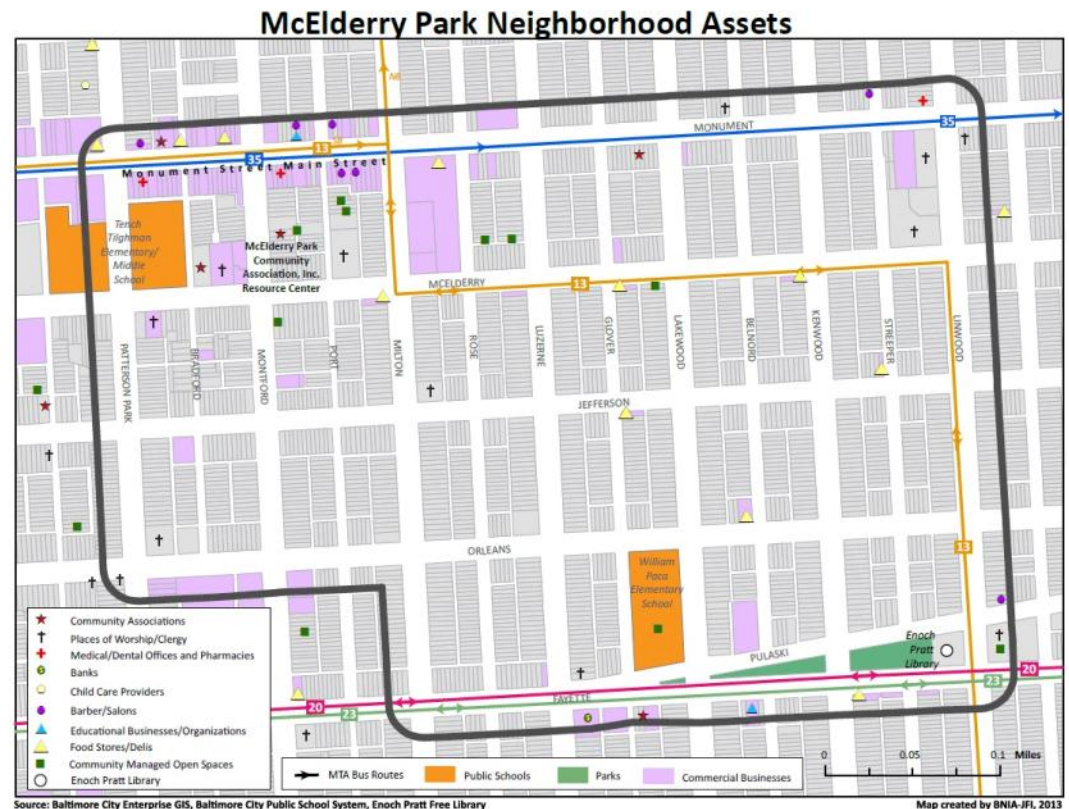 McElderry Park Neighborhood Assets
MONUMENT
35
35
13
13
Monument Street Main Street
Tench
Tilghman
Elementary/
Middle
School
McElderry Park
Community
Association, Inc.
Resource Center
MCELDERRY
13
PATTERSON PARK
BRADFORD
MONTFORD
PORT
MILTON
ROSE
LUZERNE
GLOVER
LAKEWOOD
BELNORD
KENWOOD
STREEPER
LINWOOD
JEFFERSON
ORLEANS
13
William
Paca
Elementary
School
PULASKI
Enoch
Pratt
Library
FAYETTE
20
20
23
23
Community Associations
Places of Worship/Clergy
Medical/Dental Offices and Pharmacies
Banks
Child Care Providers
Barber/Salons
Educational Businesses/Organizations
Food Stores/Delis
Community Managed Open Spaces
Enoch Pratt Library
MTA Bus Routes
Public Schools
Parks
Commercial Businesses
0 0.05 0.1 Miles
Source: Baltimore City Enterprise GIS, Baltimore City Public School System, Enoch Pratt Free Library
Map created by BNIA-JFI, 2013